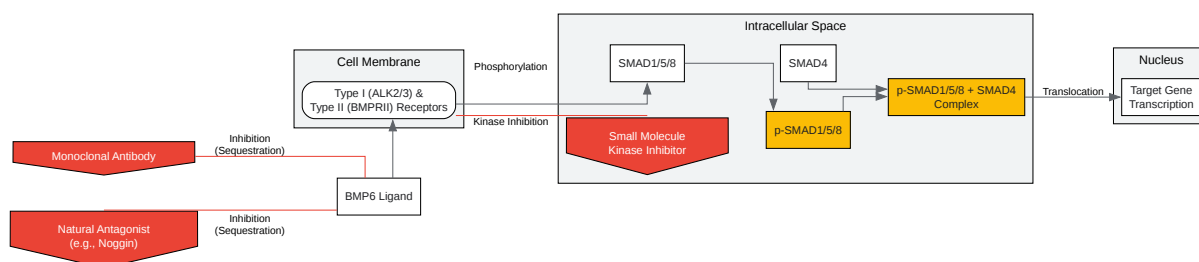 Intracellular Space
Cell Membrane
Nucleus
Phosphorylation
SMAD1/5/8
SMAD4
Type I (ALK2/3) &
Type II (BMPRII) Receptors
p-SMAD1/5/8 + SMAD4
Complex
Translocation
Target Gene
Transcription
Kinase Inhibition
Small Molecule
Kinase Inhibitor
p-SMAD1/5/8
Monoclonal Antibody
Inhibition
(Sequestration)
BMP6 Ligand
Natural Antagonist
(e.g., Noggin)
Inhibition
(Sequestration)